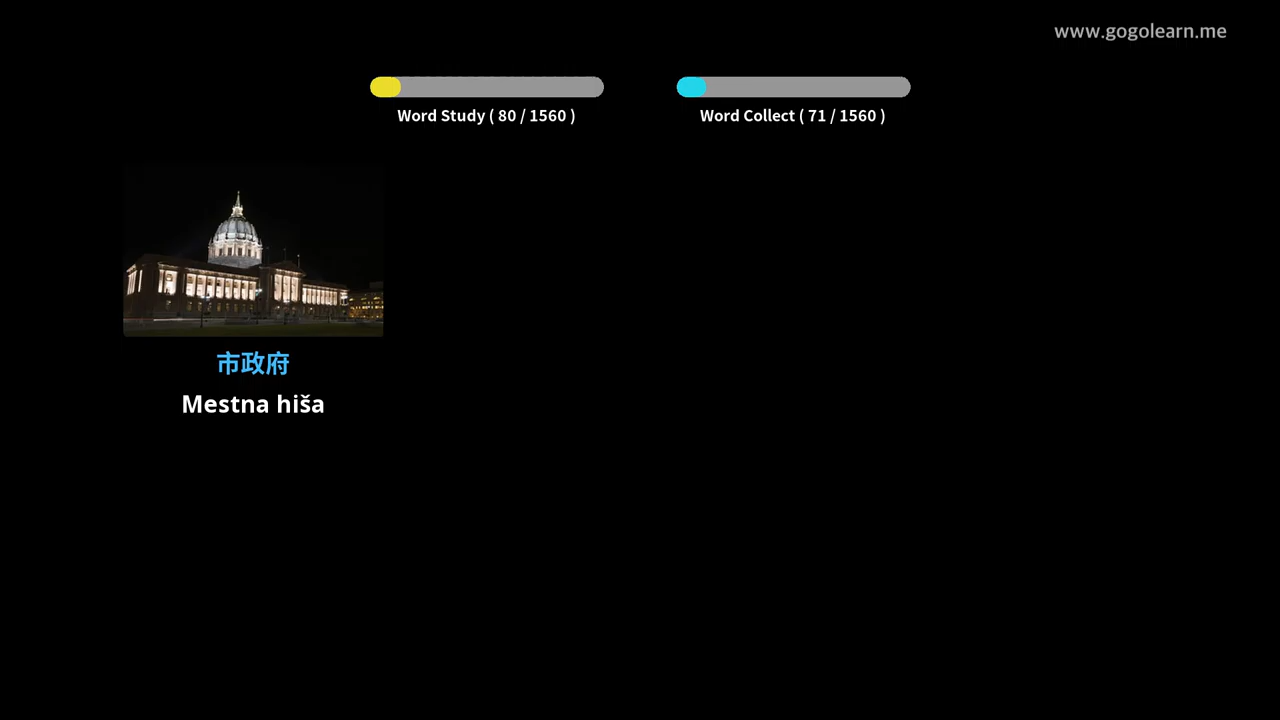 www.gogolearn.me
Word Study ( 80 / 1560 )
Word Collect ( 71 / 1560 )
市政府
Mestna hiša